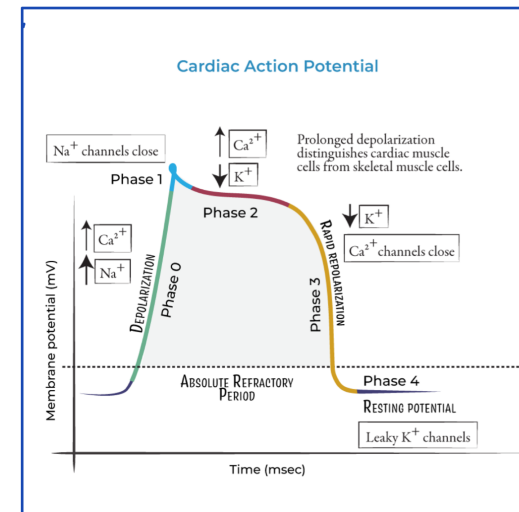 Cardiac Action Potential
Na⁺ channels close
Phase 1
Ca²⁺
K⁺
Phase 2
Prolonged depolarization
distinguishes cardiac muscle
cells from skeletal muscle cells.
Ca²⁺
Na⁺
Depolarization
Phase 0
K⁺
Ca²⁺ channels close
Rapid repolarization
Phase 3
Absolute Refractory
Period
Phase 4
Resting potential
Leaky K⁺ channels
Membrane potential (mV)
Time (msec)